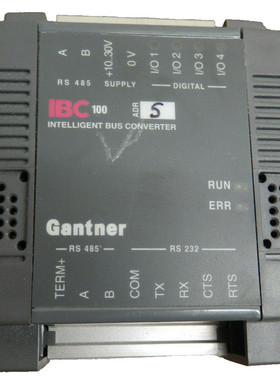 A B +10..30V 0 V I/O 1 I/O 2 I/O 3 I/O 4
RS 485 SUPPLY DIGITAL
IBC 100 ADR 5
INTELLIGENT BUS CONVERTER
RUN
ERR
Gantner
RS 485 RS 232
TERM+ A B COM TX RX CTS RTS